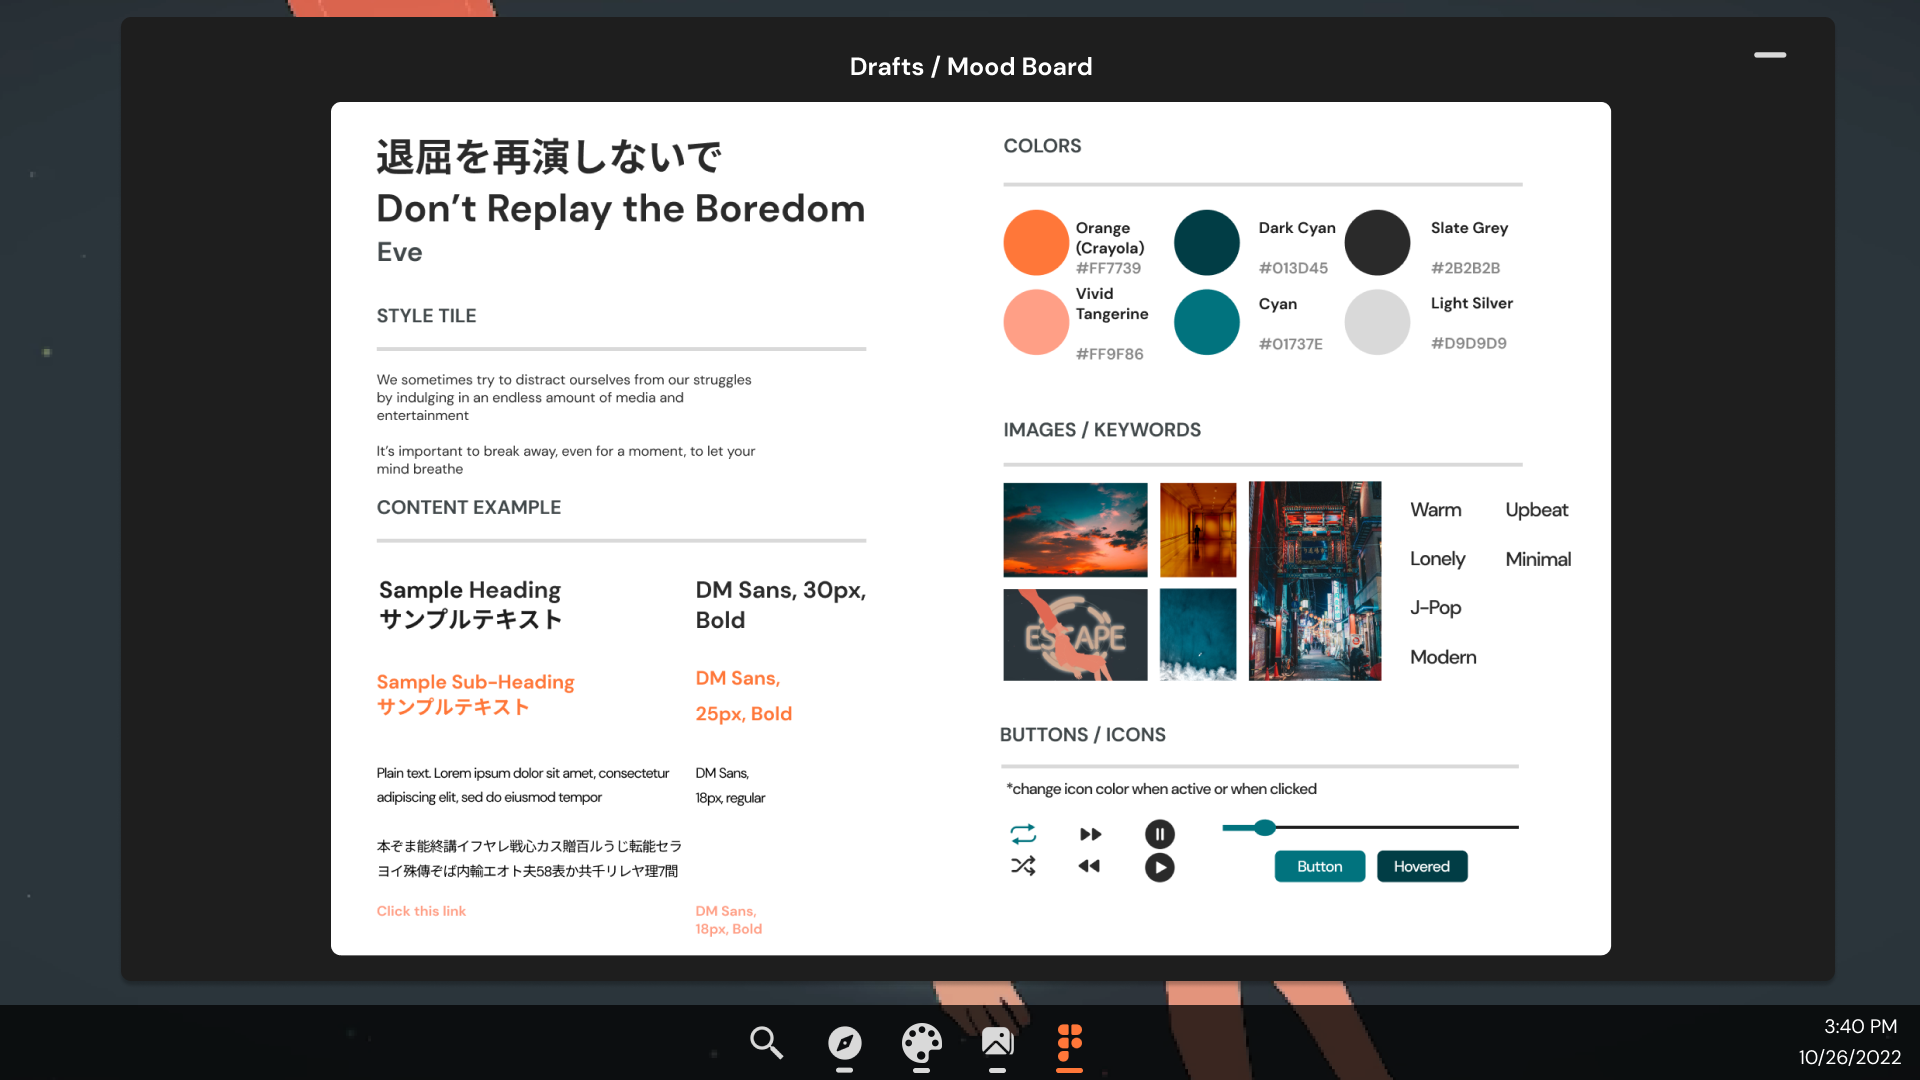 Drafts / Mood Board
退屈を再演しないで
Don’t Replay the Boredom
Eve
STYLE TILE
We sometimes try to distract ourselves from our struggles
by indulging in an endless amount of media and
entertainment
It’s important to break away, even for a moment, to let your
mind breathe
CONTENT EXAMPLE
Sample Heading
サンプルテキスト
DM Sans, 30px,
Bold
Sample Sub-Heading
サンプルテキスト
DM Sans,
25px, Bold
Plain text. Lorem ipsum dolor sit amet, consectetur
adipiscing elit, sed do eiusmod tempor
DM Sans,
18px, regular
本ぞま能終講イフヤレ戦心カス贈百ルうじ転能セラ
ヨイ殊傳ぞば内輪エオト夫58表か共千リレヤ理7間
Click this link
DM Sans,
18px, Bold
COLORS
Orange
(Crayola)
#FF7739
Dark Cyan
#013D45
Slate Grey
#2B2B2B
Vivid
Tangerine
#FF9F86
Cyan
#01737E
Light Silver
#D9D9D9
IMAGES / KEYWORDS
ESCAPE
Warm
Upbeat
Lonely
Minimal
J-Pop
Modern
BUTTONS / ICONS
*change icon color when active or when clicked
Button
Hovered
3:40 PM
10/26/2022